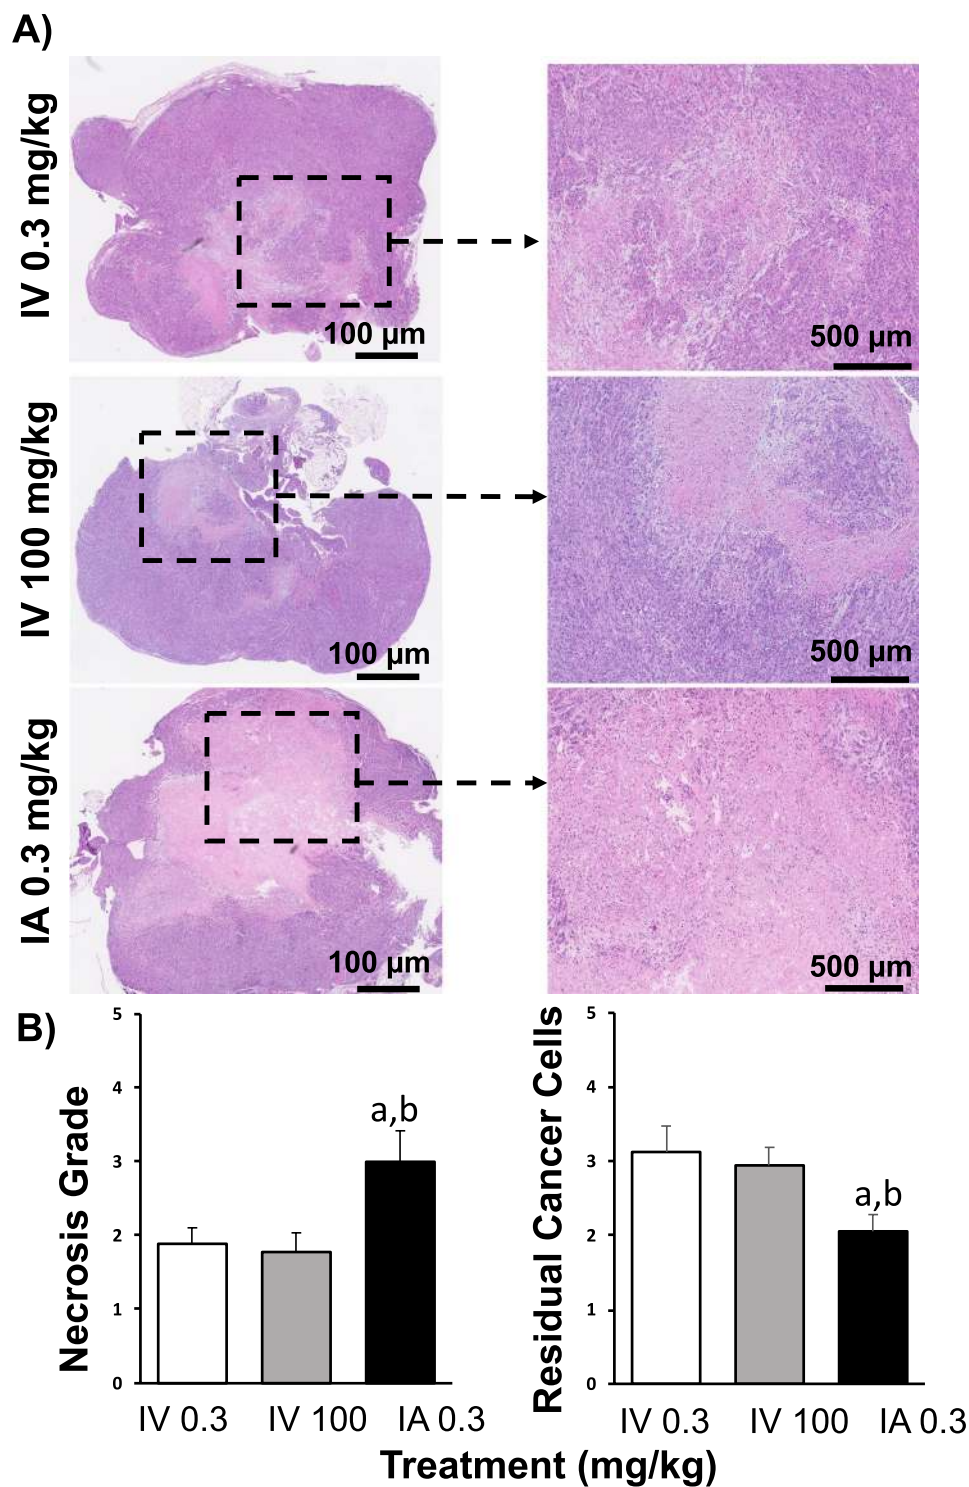 A)
IV 0.3 mg/kg
100 µm
500 µm
IV 100 mg/kg
100 µm
500 µm
IA 0.3 mg/kg
100 µm
500 µm
B)
Necrosis Grade
5
4
3
2
1
0
a,b
IV 0.3 IV 100 IA 0.3
Residual Cancer Cells
5
4
3
2
1
0
a,b
IV 0.3 IV 100 IA 0.3
Treatment (mg/kg)